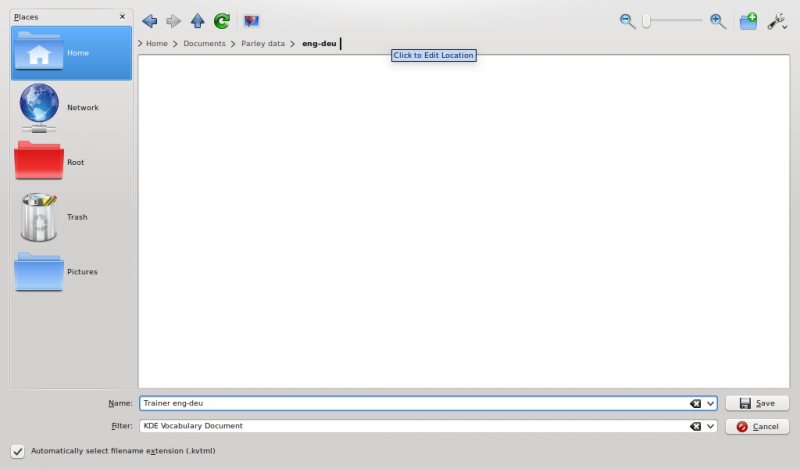 Places
Home
Network
Root
Trash
Pictures
Home Documents Parley data eng-deu
Click to Edit Location
Name: Trainer eng-deu Save
Filter: KDE Vocabulary Document Cancel
Automatically select filename extension (.kvtml)